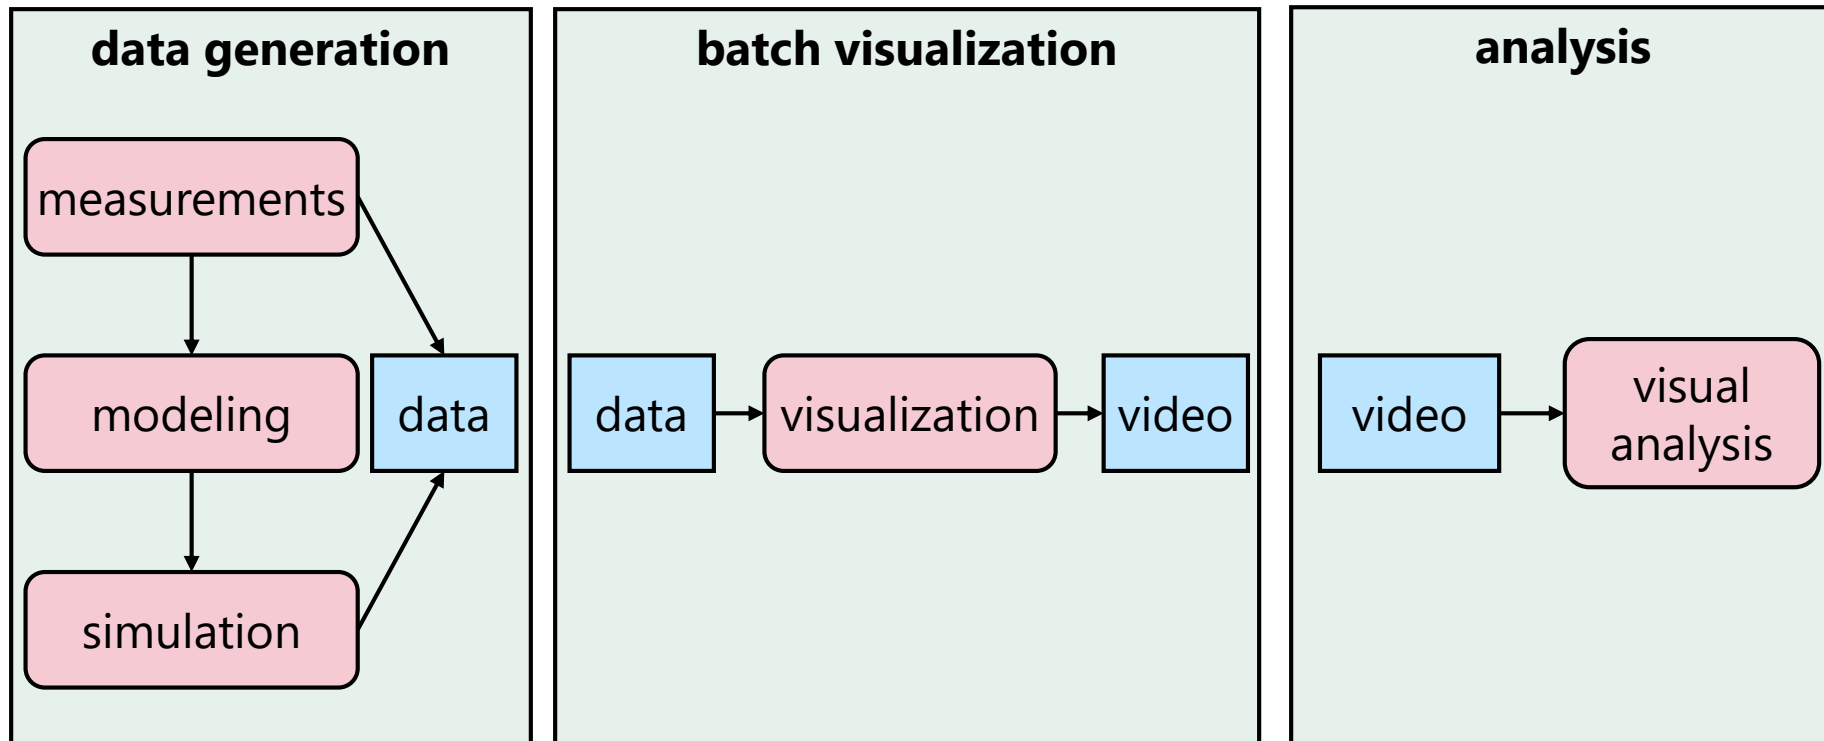 data generation
measurements
modeling
data
simulation
batch visualization
data
visualization
video
analysis
video
visual
analysis